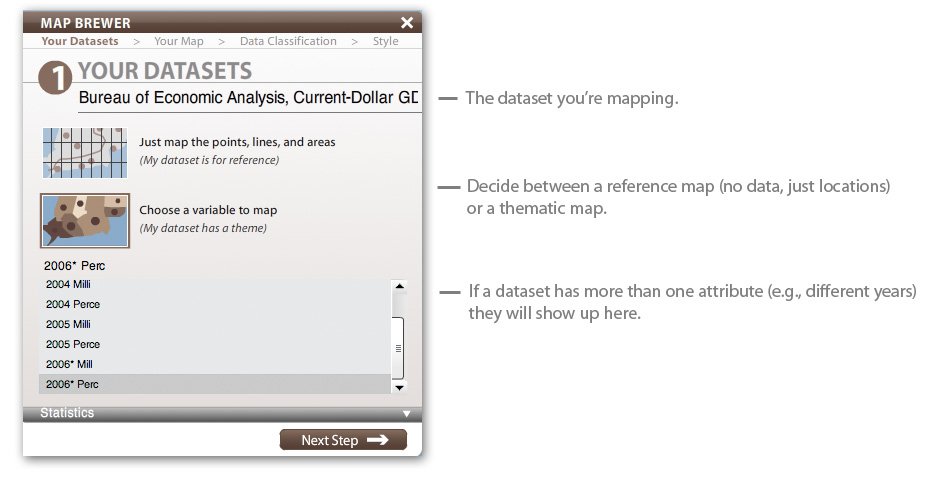 MAP BREWER
Your Datasets > Your Map > Data Classification > Style
1 YOUR DATASETS
Bureau of Economic Analysis, Current-Dollar GD
The dataset you're mapping.
Just map the points, lines, and areas
(My dataset is for reference)
Decide between a reference map (no data, just locations)
or a thematic map.
Choose a variable to map
(My dataset has a theme)
2006* Perc
2004 Milli
2004 Perce
2005 Milli
2005 Perce
2006* Mill
2006* Perc
If a dataset has more than one attribute (e.g., different years)
they will show up here.
Statistics
Next Step